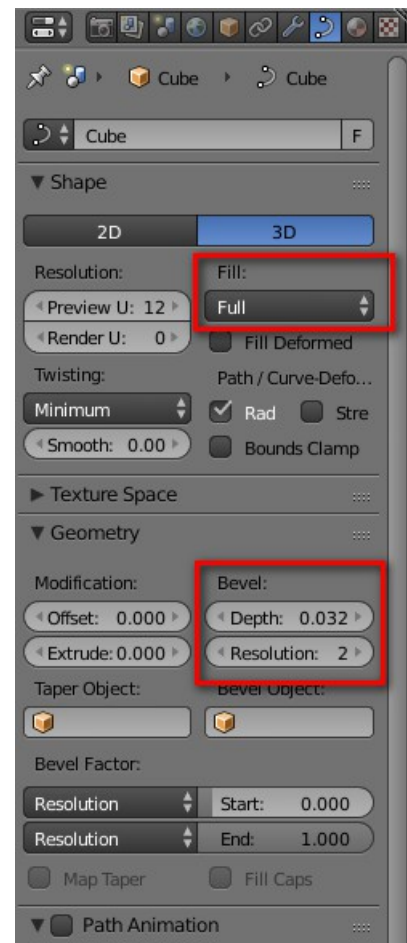 Cube Cube
Cube F
Shape
2D 3D
Resolution: Fill:
Preview U: 12 Full
Render U: 0 Fill Deformed
Twisting: Path / Curve-Defo...
Minimum Rad Stre
Smooth: 0.00 Bounds Clamp
Texture Space
Geometry
Modification: Bevel:
Offset: 0.000 Depth: 0.032
Extrude: 0.000 Resolution: 2
Taper Object: Bevel Object:
Bevel Factor:
Resolution Start: 0.000
Resolution End: 1.000
Map Taper Fill Caps
Path Animation